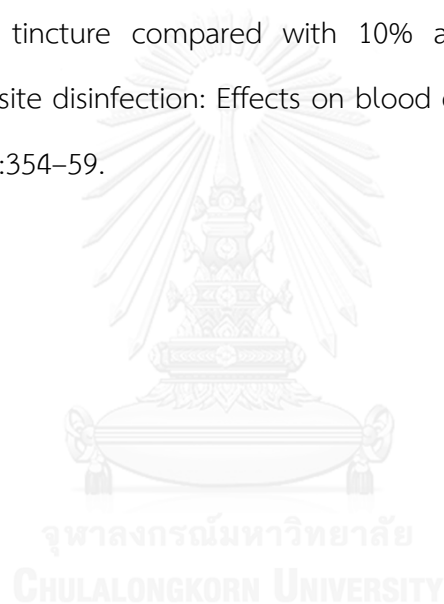 tincture compared with 10% a
site disinfection: Effects on blood
:354–59.
จุฬาลงกรณ์มหาวิทยาลัย
CHULALONGKORN UNIVERSITY